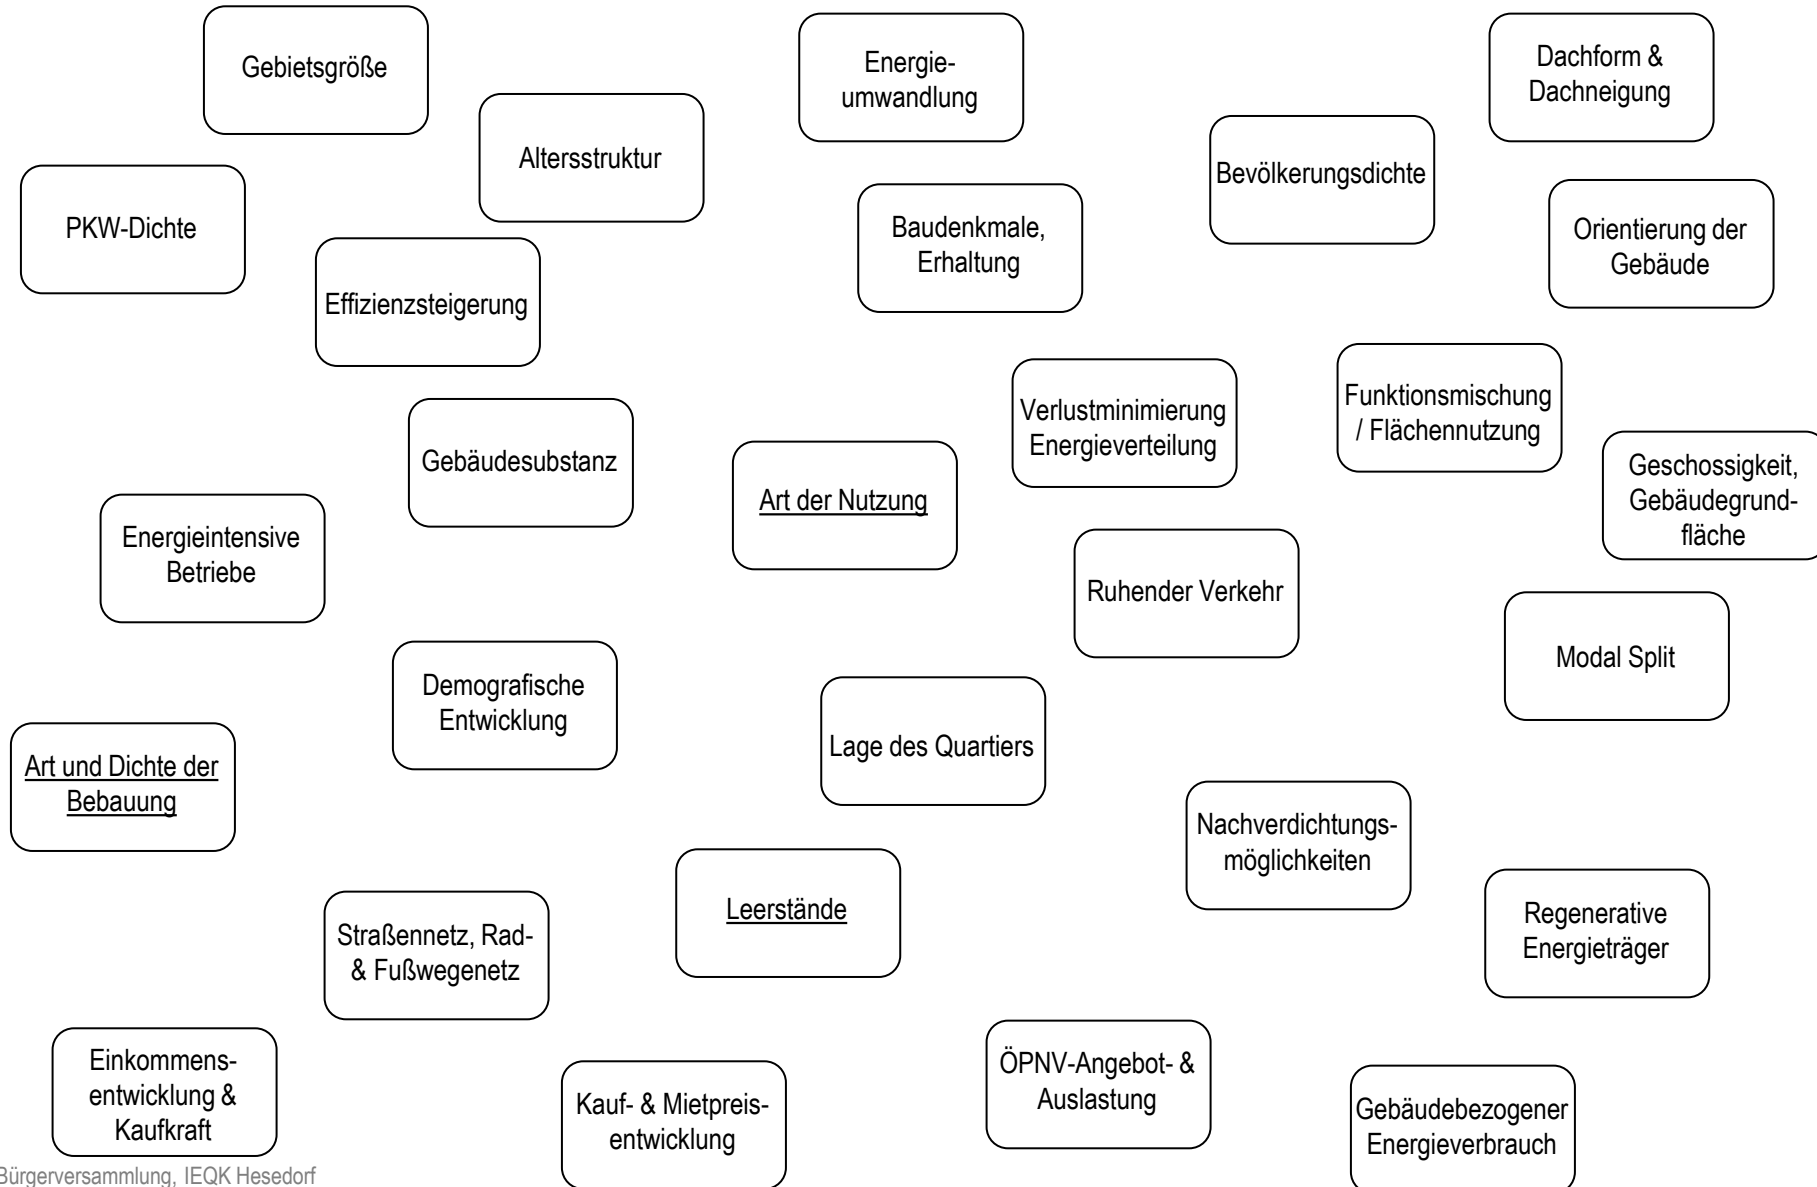 Gebietsgröße
Energie-
umwandlung
Dachform &
Dachneigung
Altersstruktur
Bevölkerungsdichte
PKW-Dichte
Baudenkmale,
Erhaltung
Orientierung der
Gebäude
Effizienzsteigerung
Verlustminimierung
Energieverteilung
Funktionsmischung
/ Flächennutzung
Gebäudesubstanz
Art der Nutzung
Geschossigkeit,
Gebäudegrund-
fläche
Energieintensive
Betriebe
Ruhender Verkehr
Modal Split
Demografische
Entwicklung
Lage des Quartiers
Art und Dichte der
Bebauung
Nachverdichtungs-
möglichkeiten
Leerstände
Regenerative
Energieträger
Straßennetz, Rad-
& Fußwegenetz
Einkommens-
entwicklung &
Kaufkraft
Kauf- & Mietpreis-
entwicklung
ÖPNV-Angebot- &
Auslastung
Gebäudebezogener
Energieverbrauch
Bürgerversammlung, IEQK Hesedorf